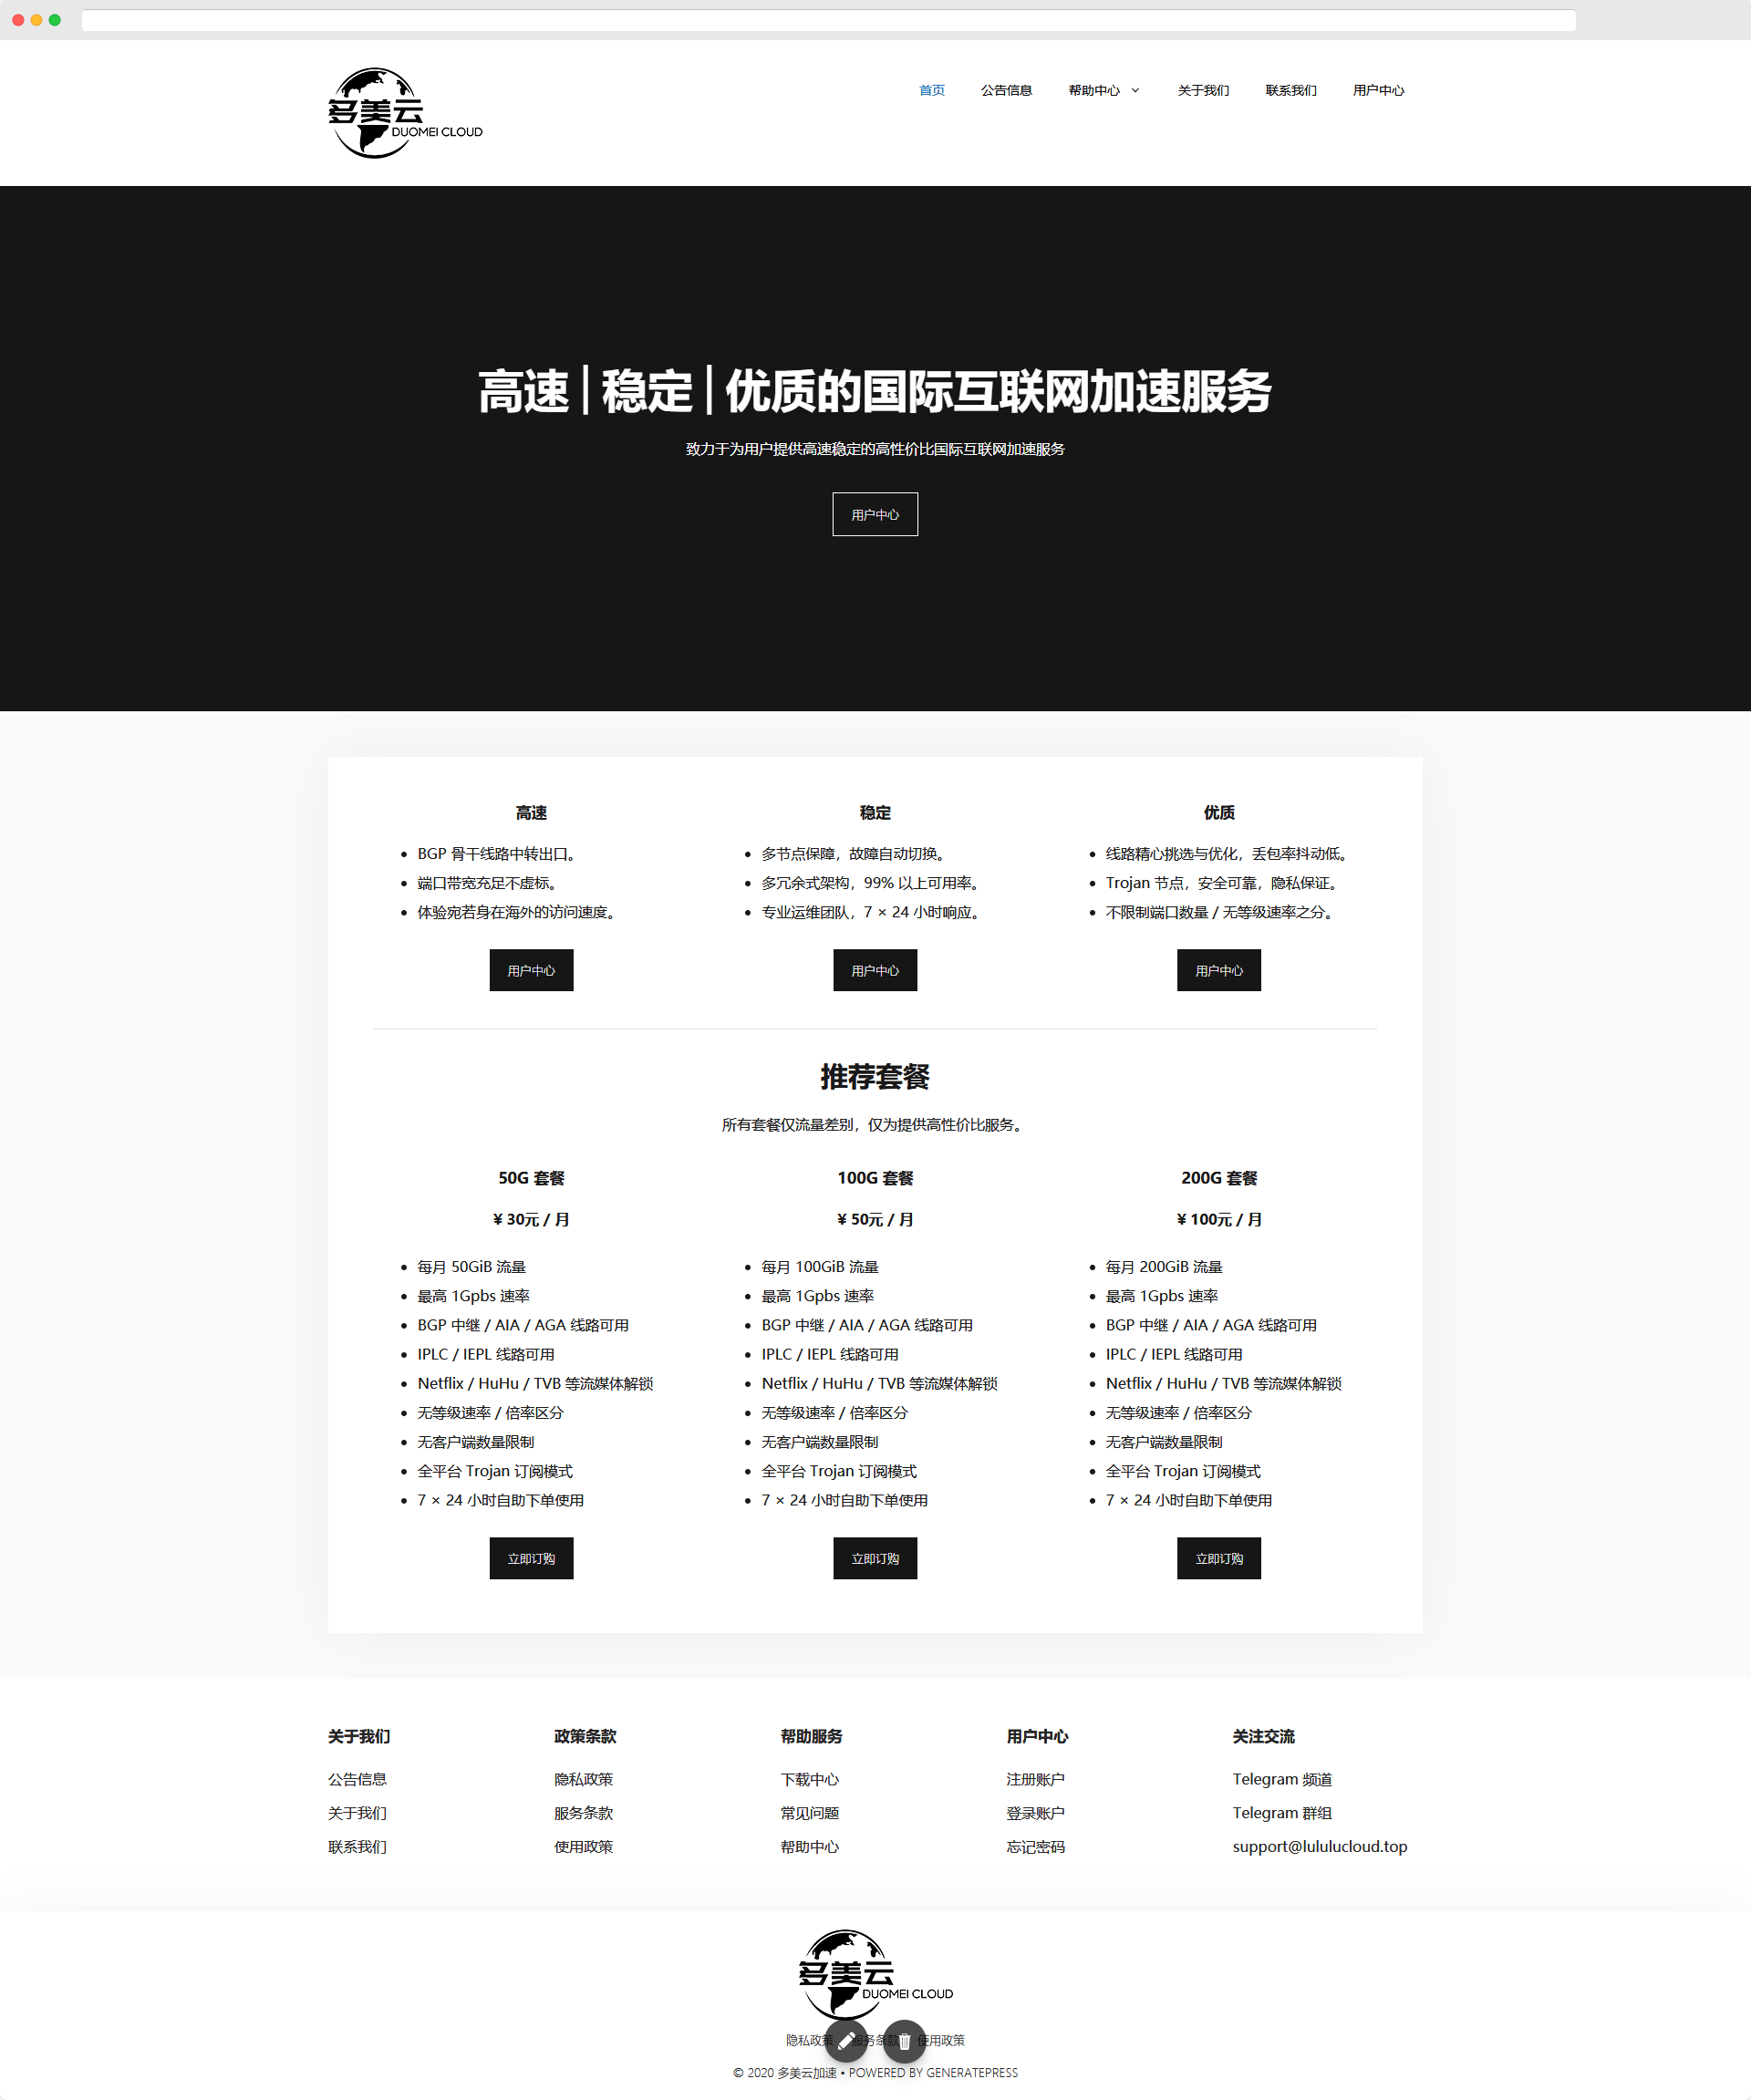 多美云
DUOMEI CLOUD
首页 公告信息 帮助中心 关于我们 联系我们 用户中心
高速 | 稳定 | 优质的国际互联网加速服务
致力于为用户提供高速稳定的高性价比国际互联网加速服务
用户中心
高速
BGP 骨干线路中转出口。
端口带宽充足不虚标。
体验宛若身在海外的访问速度。
用户中心
稳定
多节点保障，故障自动切换。
多冗余式架构，99% 以上可用率。
专业运维团队，7 × 24 小时响应。
用户中心
优质
线路精心挑选与优化，丢包率抖动低。
Trojan 节点，安全可靠，隐私保证。
不限制端口数量 / 无等级速率之分。
用户中心
推荐套餐
所有套餐仅流量差别，仅为提供高性价比服务。
50G 套餐
¥ 30元 / 月
每月 50GiB 流量
最高 1Gpbs 速率
BGP 中继 / AIA / AGA 线路可用
IPLC / IEPL 线路可用
Netflix / HuHu / TVB 等流媒体解锁
无等级速率 / 倍率区分
无客户端数量限制
全平台 Trojan 订阅模式
7 × 24 小时自助下单使用
立即订购
100G 套餐
¥ 50元 / 月
每月 100GiB 流量
最高 1Gpbs 速率
BGP 中继 / AIA / AGA 线路可用
IPLC / IEPL 线路可用
Netflix / HuHu / TVB 等流媒体解锁
无等级速率 / 倍率区分
无客户端数量限制
全平台 Trojan 订阅模式
7 × 24 小时自助下单使用
立即订购
200G 套餐
¥ 100元 / 月
每月 200GiB 流量
最高 1Gpbs 速率
BGP 中继 / AIA / AGA 线路可用
IPLC / IEPL 线路可用
Netflix / HuHu / TVB 等流媒体解锁
无等级速率 / 倍率区分
无客户端数量限制
全平台 Trojan 订阅模式
7 × 24 小时自助下单使用
立即订购
关于我们
公告信息
关于我们
联系我们
政策条款
隐私政策
服务条款
使用政策
帮助服务
下载中心
常见问题
帮助中心
用户中心
注册账户
登录账户
忘记密码
关注交流
Telegram 频道
Telegram 群组
support@lululucloud.top
多美云
DUOMEI CLOUD
隐私政策 服务条款 使用政策
© 2020 多美云加速 • POWERED BY GENERATEPRESS